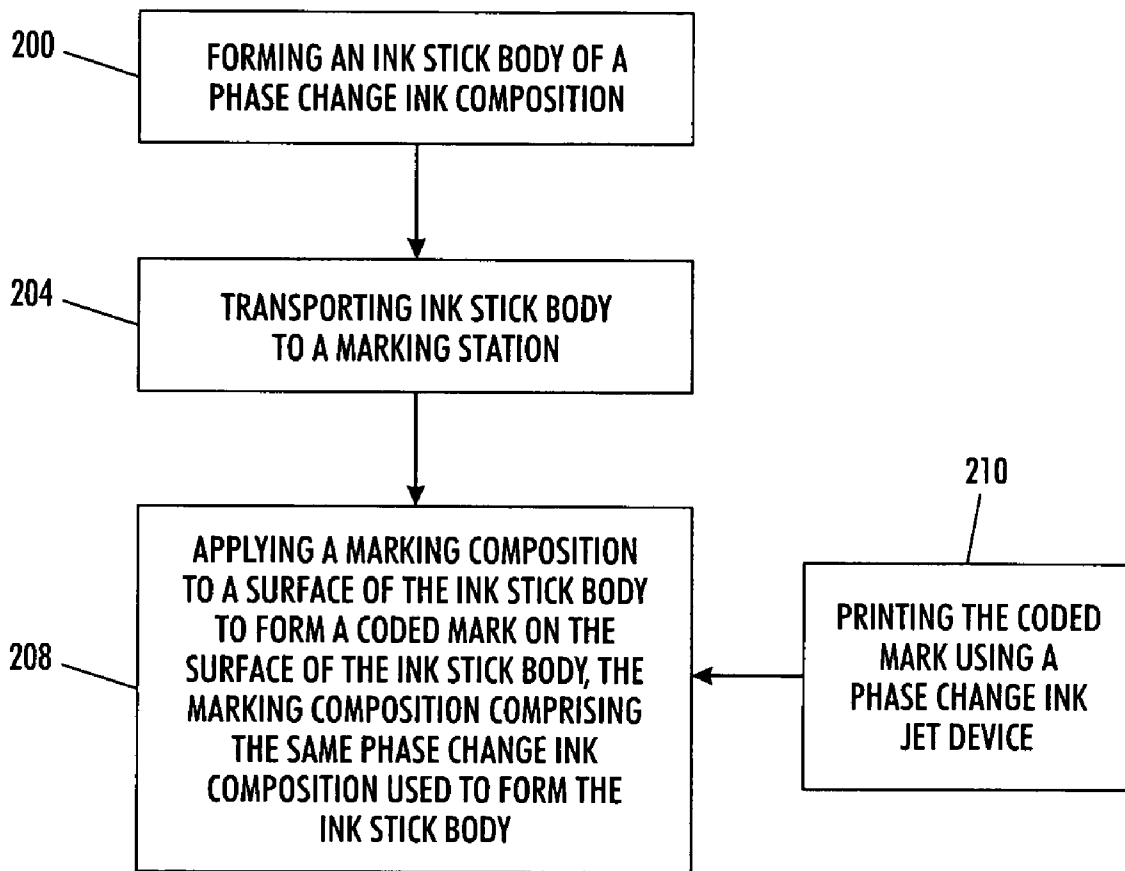 200
FORMING AN INK STICK BODY OF A
PHASE CHANGE INK COMPOSITION
204
TRANSPORTING INK STICK BODY
TO A MARKING STATION
208
APPLYING A MARKING COMPOSITION
TO A SURFACE OF THE INK STICK BODY
TO FORM A CODED MARK ON THE
SURFACE OF THE INK STICK BODY, THE
MARKING COMPOSITION COMPRISING
THE SAME PHASE CHANGE INK
COMPOSITION USED TO FORM THE
INK STICK BODY
210
PRINTING THE CODED
MARK USING A
PHASE CHANGE INK
JET DEVICE